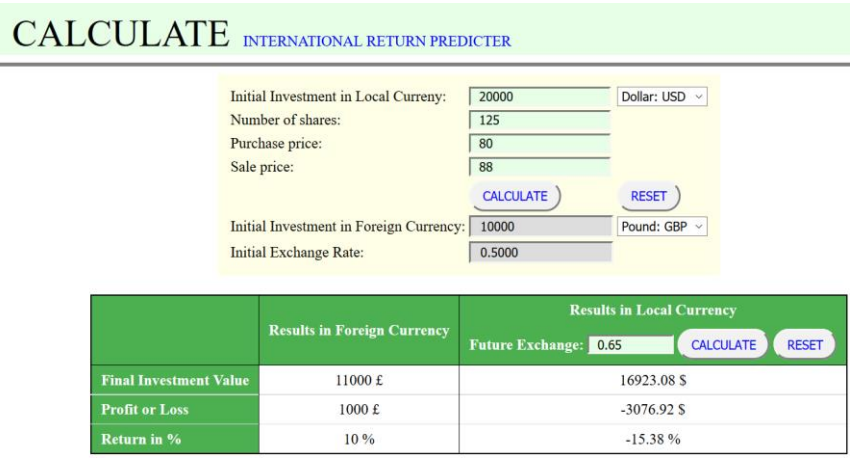 CALCULATE INTERNATIONAL RETURN PREDICTER
Initial Investment in Local Curreny: 20000 Dollar: USD
Number of shares: 125
Purchase price: 80
Sale price: 88
CALCULATE RESET
Initial Investment in Foreign Currency: 10000 Pound: GBP
Initial Exchange Rate: 0.5000
Results in Foreign Currency
Results in Local Currency
Future Exchange: 0.65 CALCULATE RESET
Final Investment Value 11000 £ 16923.08 $
Profit or Loss 1000 £ -3076.92 $
Return in % 10 % -15.38 %